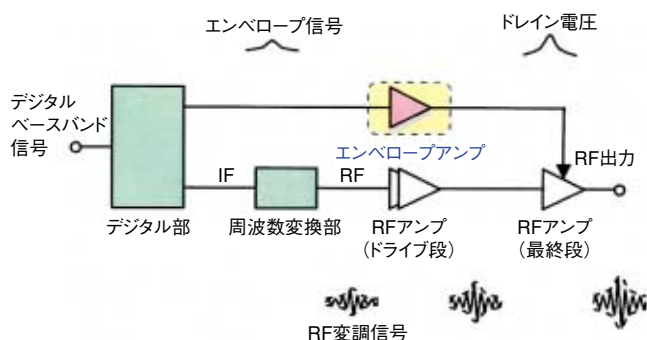 エンベロープ信号
ドレイン電圧
デジタル
ベースバンド
信号
エンベロープアンプ
RF出力
IF
RF
デジタル部
周波数変換部
RFアンプ
(ドライブ段)
RFアンプ
(最終段)
RF変調信号